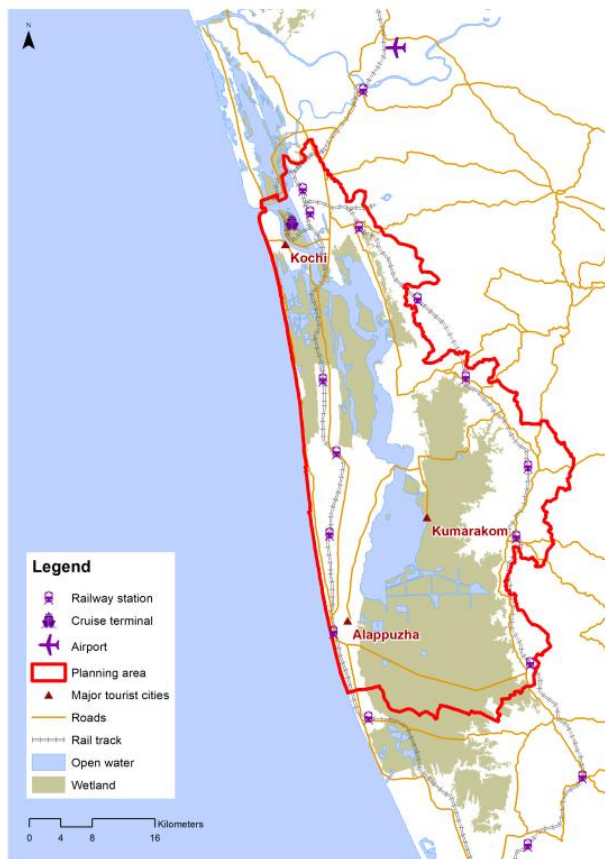 N
Kochi
Kumarakom
Alappuzha
Legend
Railway station
Cruise terminal
Airport
Planning area
Major tourist cities
Roads
Rail track
Open water
Wetland
Kilometers
0 4 8 16